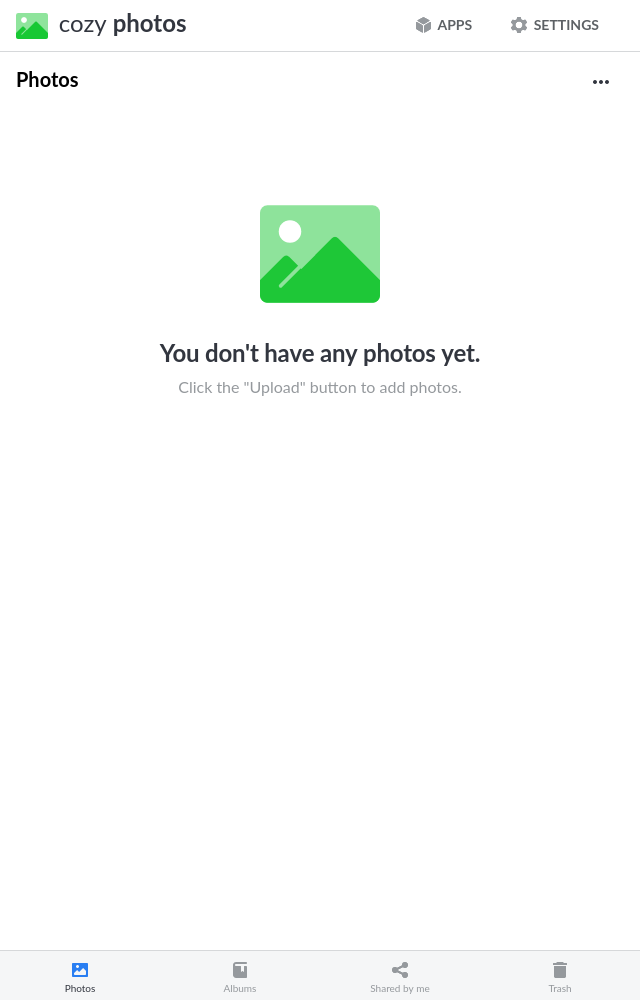 cozy photos
APPS
SETTINGS
Photos
You don't have any photos yet.
Click the "Upload" button to add photos.
Photos
Albums
Shared by me
Trash